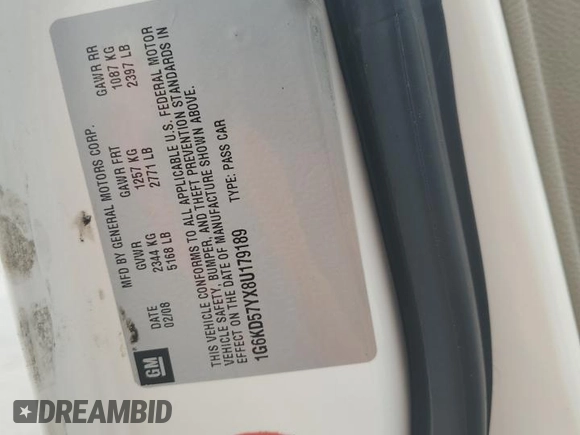 MFD BY GENERAL MOTORS CORP.
DATE GVWR GAWR FRT GAWR RR
02/08 2344 KG 1257 KG 1087 KG
5168 LB 2771 LB 2397 LB
THIS VEHICLE CONFORMS TO ALL APPLICABLE U.S. FEDERAL MOTOR
VEHICLE SAFETY, BUMPER, AND THEFT PREVENTION STANDARDS IN
EFFECT ON THE DATE OF MANUFACTURE SHOWN ABOVE.
1G6KD57YX8U179189 TYPE: PASS CAR
GM
DREAMBID